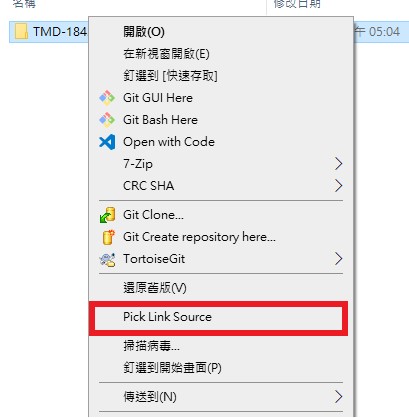 名稱
修改日期
TMD-184
午 05:04
開啟(O)
在新視窗開啟(E)
釘選到 [快速存取]
Git GUI Here
Git Bash Here
Open with Code
7-Zip
CRC SHA
Git Clone...
Git Create repository here...
TortoiseGit
還原舊版(V)
Pick Link Source
掃描病毒...
釘選到開始畫面(P)
傳送到(N)